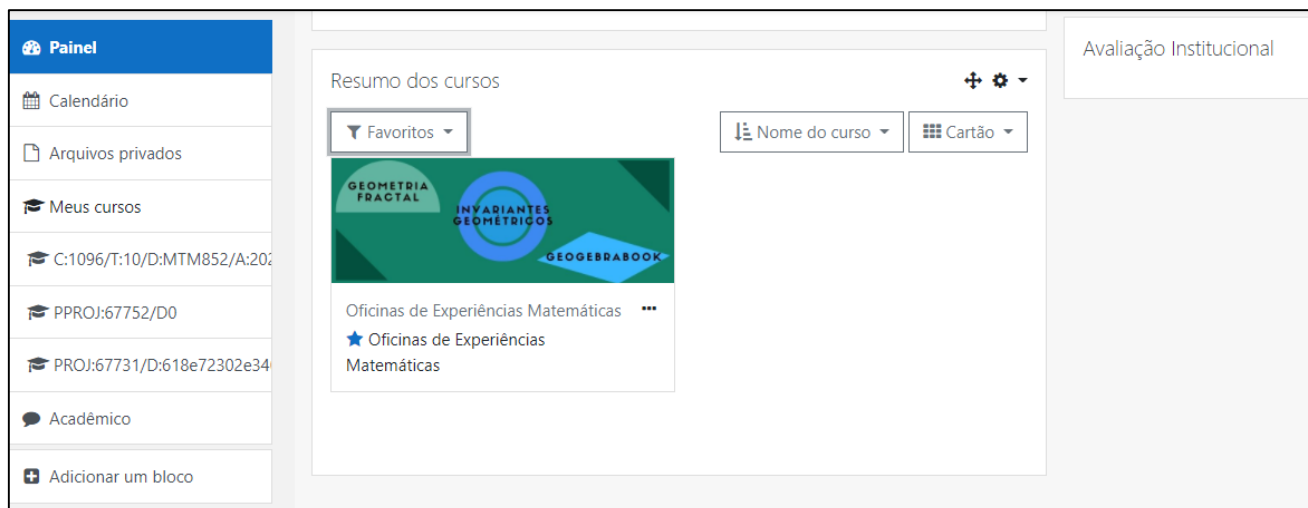 Painel
Calendário
Arquivos privados
Meus cursos
C:1096/T:10/D:MTM852/A:202
PPROJ:67752/D0
PROJ:67731/D:618e72302e34
Acadêmico
Adicionar um bloco
Resumo dos cursos
Favoritos
Nome do curso
Cartão
GEOMETRIA
FRACTAL
INVARIANTES
GEOMÉTRICOS
GEOGEBRABOOK
Oficinas de Experiências Matemáticas
Oficinas de Experiências
Matemáticas
Avaliação Institucional